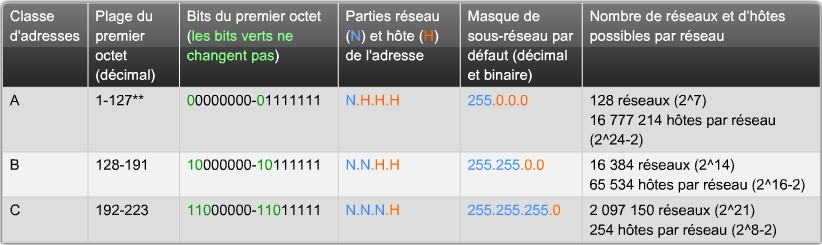 Classe d'adresses | Plage du premier octet (décimal) | Bits du premier octet (les bits verts ne changent pas) | Parties réseau (N) et hôte (H) de l'adresse | Masque de sous-réseau par défaut (décimal et binaire) | Nombre de réseaux et d'hôtes possibles par réseau
A | 1-127** | 00000000-01111111 | N.H.H.H | 255.0.0.0 | 128 réseaux (2^7)
16 777 214 hôtes par réseau
(2^24-2)
B | 128-191 | 10000000-10111111 | N.N.H.H | 255.255.0.0 | 16 384 réseaux (2^14)
65 534 hôtes par réseau (2^16-2)
C | 192-223 | 11000000-11011111 | N.N.N.H | 255.255.255.0 | 2 097 150 réseaux (2^21)
254 hôtes par réseau (2^8-2)